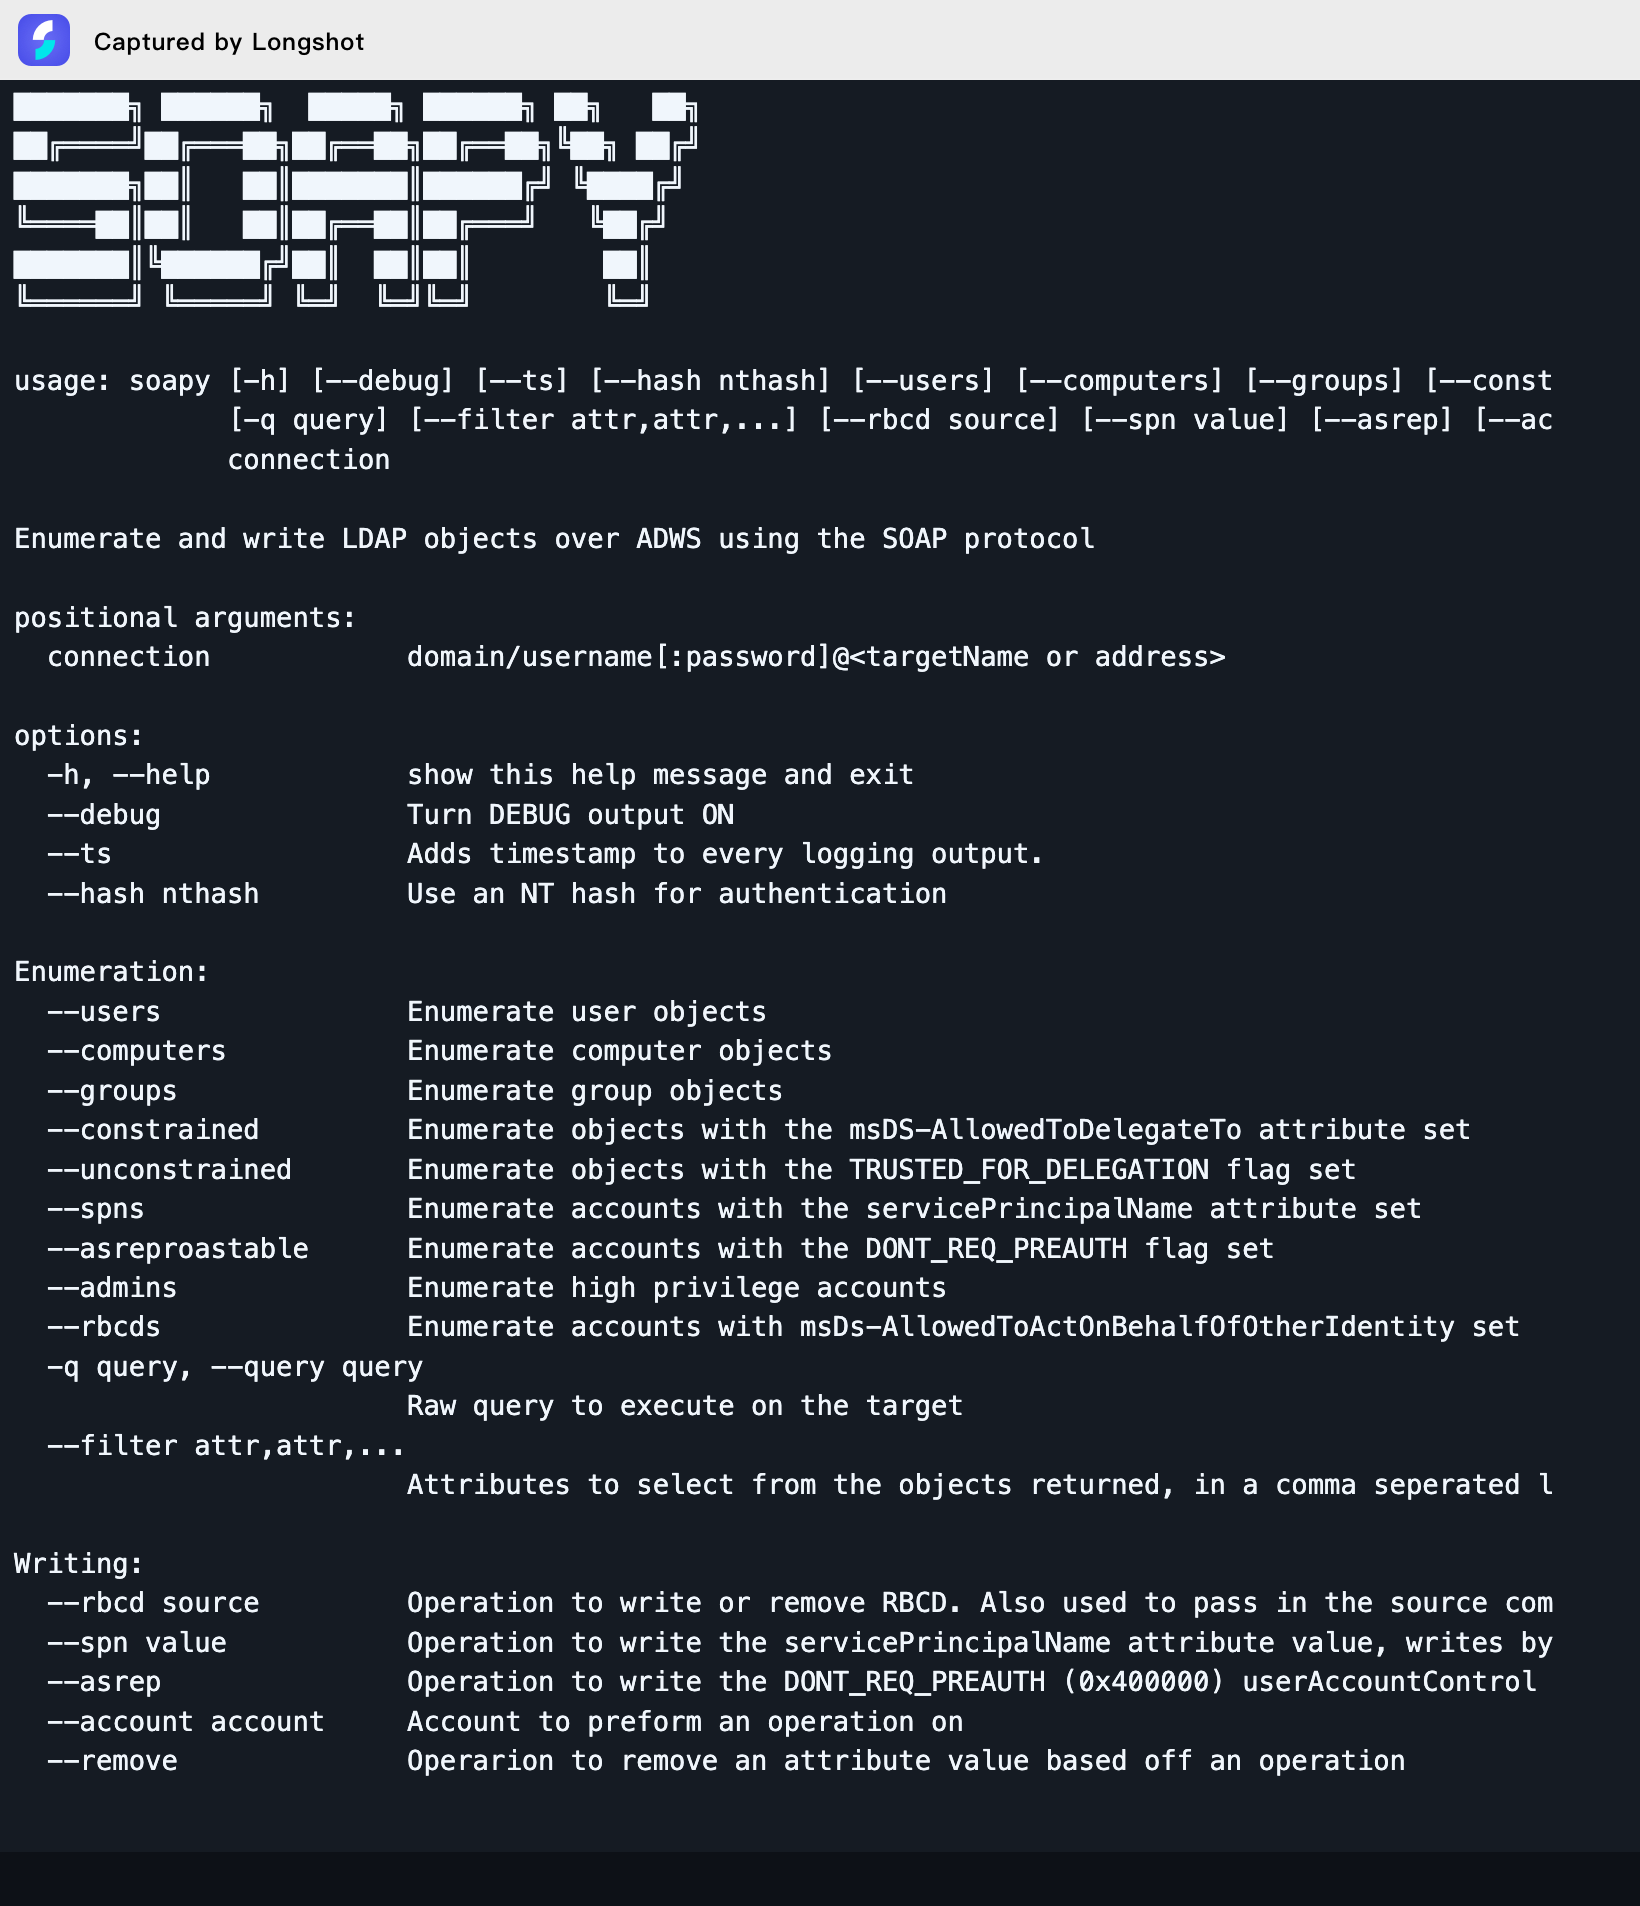 Captured by Longshot
SOAPY
usage: soapy [-h] [--debug] [--ts] [--hash nthash] [--users] [--computers] [--groups] [--const
[-q query] [--filter attr,attr,...] [--rbcd source] [--spn value] [--asrep] [--ac
connection
Enumerate and write LDAP objects over ADWS using the SOAP protocol
positional arguments:
connection domain/username[:password]@<targetName or address>
options:
-h, --help show this help message and exit
--debug Turn DEBUG output ON
--ts Adds timestamp to every logging output.
--hash nthash Use an NT hash for authentication
Enumeration:
--users Enumerate user objects
--computers Enumerate computer objects
--groups Enumerate group objects
--constrained Enumerate objects with the msDS-AllowedToDelegateTo attribute set
--unconstrained Enumerate objects with the TRUSTED_FOR_DELEGATION flag set
--spns Enumerate accounts with the servicePrincipalName attribute set
--asreproastable Enumerate accounts with the DONT_REQ_PREAUTH flag set
--admins Enumerate high privilege accounts
--rbcds Enumerate accounts with msDs-AllowedToActOnBehalfOfOtherIdentity set
-q query, --query query
Raw query to execute on the target
--filter attr,attr,...
Attributes to select from the objects returned, in a comma seperated l
Writing:
--rbcd source Operation to write or remove RBCD. Also used to pass in the source com
--spn value Operation to write the servicePrincipalName attribute value, writes by
--asrep Operation to write the DONT_REQ_PREAUTH (0x400000) userAccountControl
--account account Account to preform an operation on
--remove Operarion to remove an attribute value based off an operation